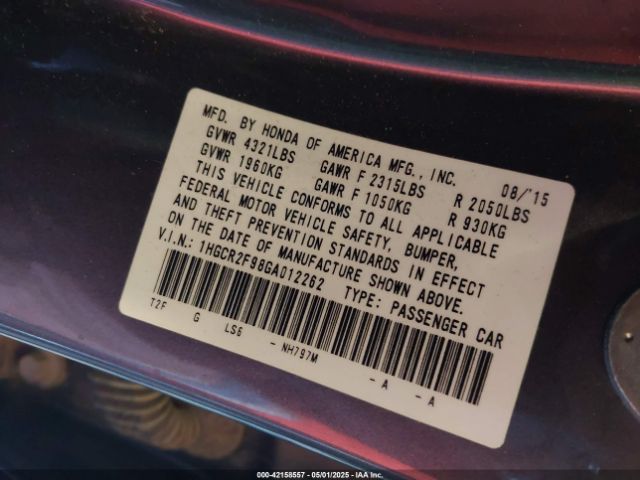 MFD. BY HONDA OF AMERICA MFG., INC. 08/'15
GVWR 4321LBS GAWR F 2315LBS R 2050LBS
GVWR 1960KG GAWR F 1050KG R 930KG
THIS VEHICLE CONFORMS TO ALL APPLICABLE
FEDERAL MOTOR VEHICLE SAFETY, BUMPER,
AND THEFT PREVENTION STANDARDS IN EFFECT
ON THE DATE OF MANUFACTURE SHOWN ABOVE.
V.I.N.: 1HGCR2F98GA012262 TYPE: PASSENGER CAR
T2F G LS6 - NH797M - A - A
000-42158557 - 05/01/2025 - IAA Inc.